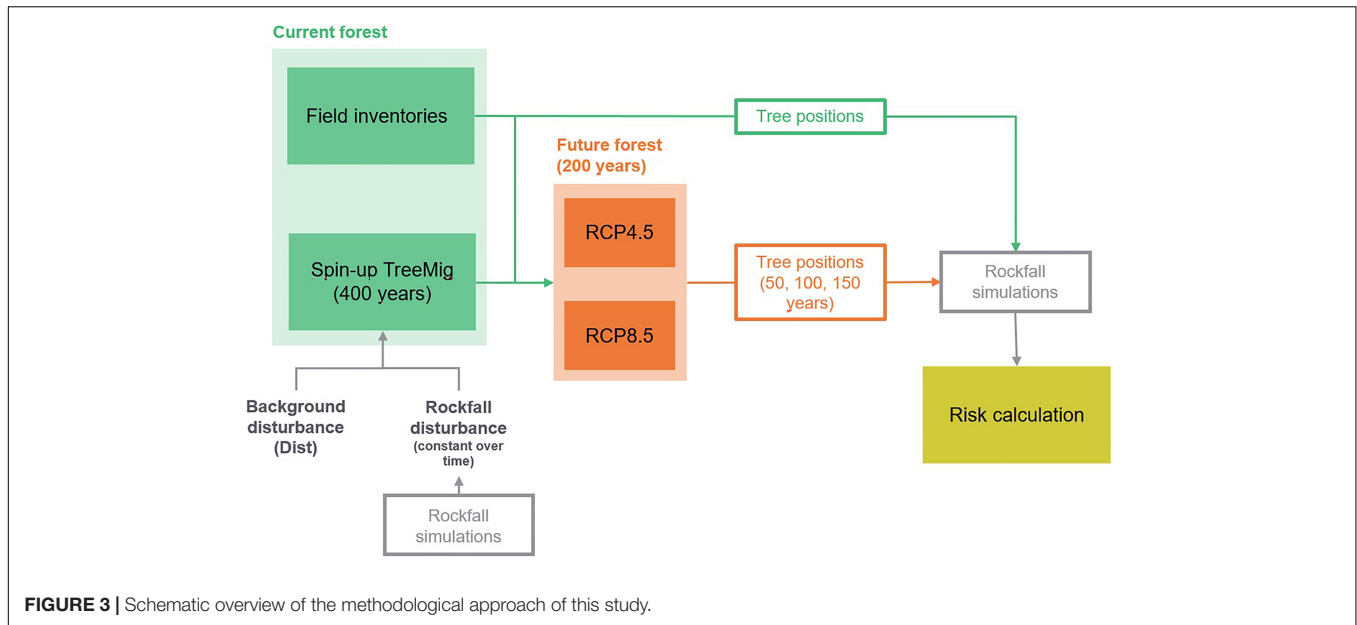 Current forest
Field inventories
Spin-up TreeMig
(400 years)
Background
disturbance
(Dist)
Rockfall
disturbance
(constant over
time)
Rockfall
simulations
Future forest
(200 years)
RCP4.5
RCP8.5
Tree positions
Tree positions
(50, 100, 150
years)
Rockfall
simulations
Risk calculation
FIGURE 3 | Schematic overview of the methodological approach of this study.